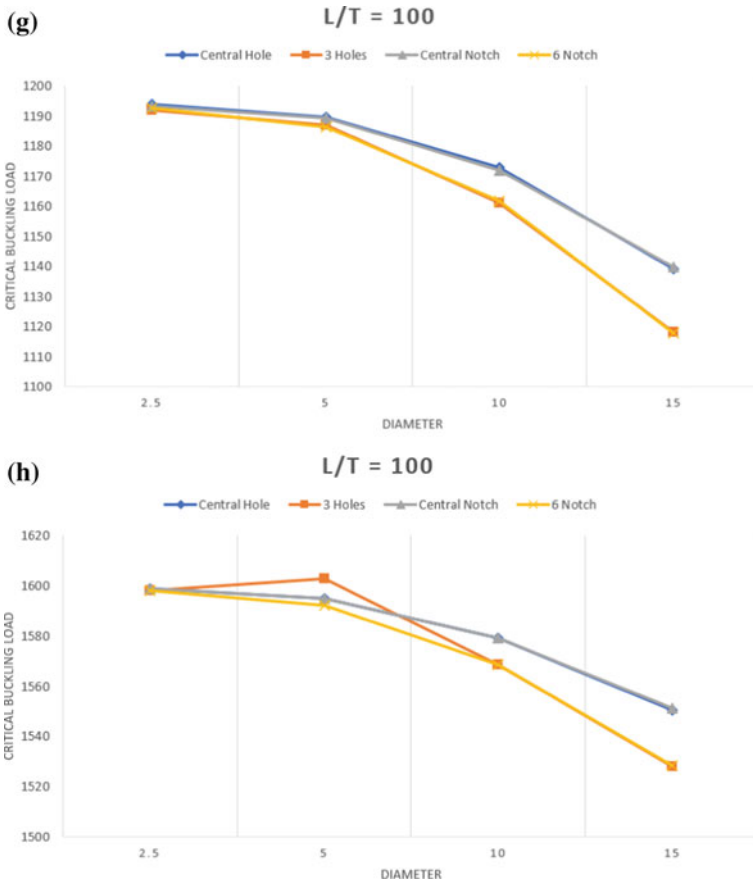 (g)
L/T = 100
Central Hole 3 Holes Central Notch 6 Notch
1200
1190
1180
1170
1160
1150
1140
1130
1120
1110
1100
CRITICAL BUCKLING LOAD
2.5 5 10 15
DIAMETER
(h)
L/T = 100
Central Hole 3 Holes Central Notch 6 Notch
1620
1600
1580
1560
1540
1520
1500
CRITICAL BUCKLING LOAD
2.5 5 10 15
DIAMETER